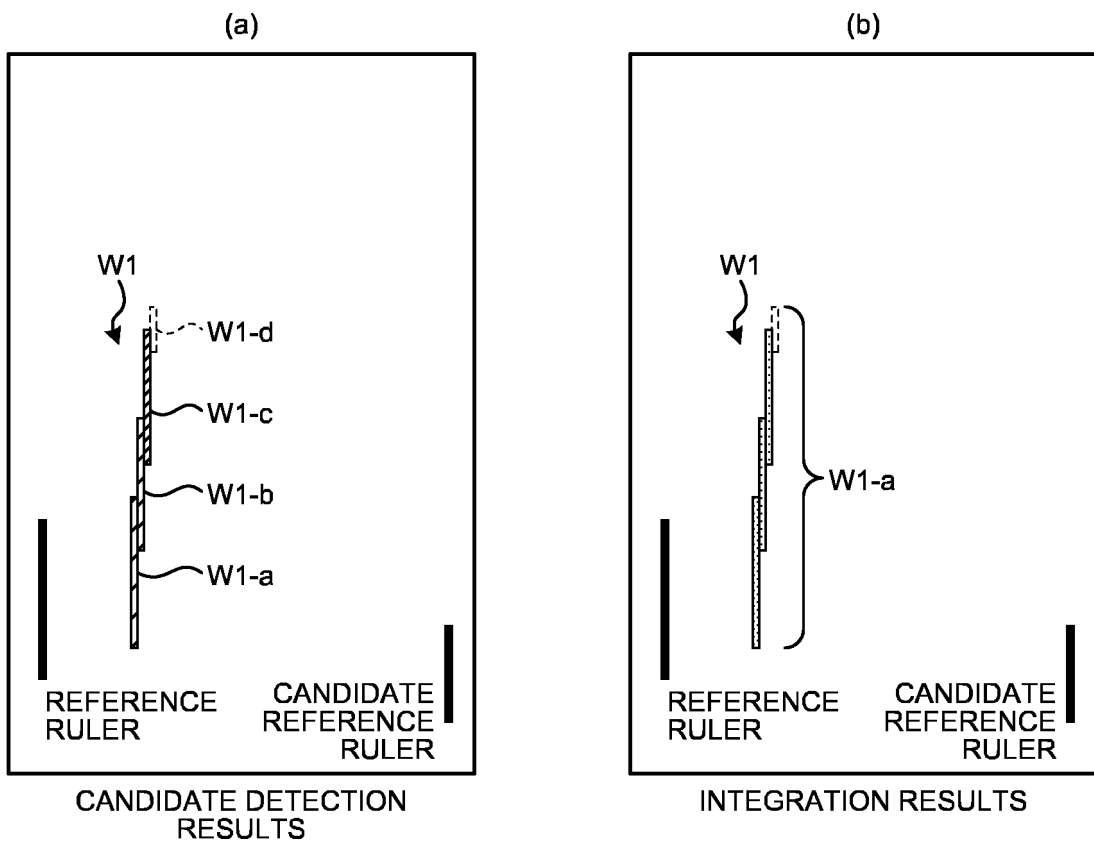 (a)
W1
W1-d
W1-c
W1-b
W1-a
REFERENCE
RULER
CANDIDATE
REFERENCE
RULER
CANDIDATE DETECTION
RESULTS
(b)
W1
W1-a
REFERENCE
RULER
CANDIDATE
REFERENCE
RULER
INTEGRATION RESULTS